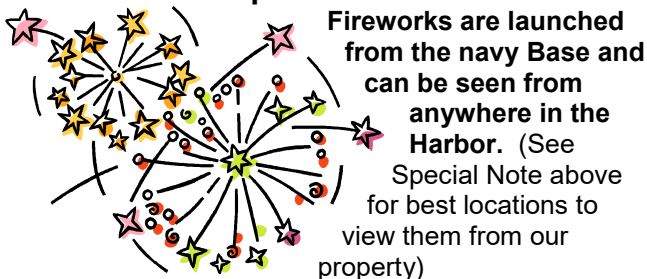 Fireworks are launched
from the navy Base and
can be seen from
anywhere in the
Harbor. (See
Special Note above
for best locations to
view them from our
property)